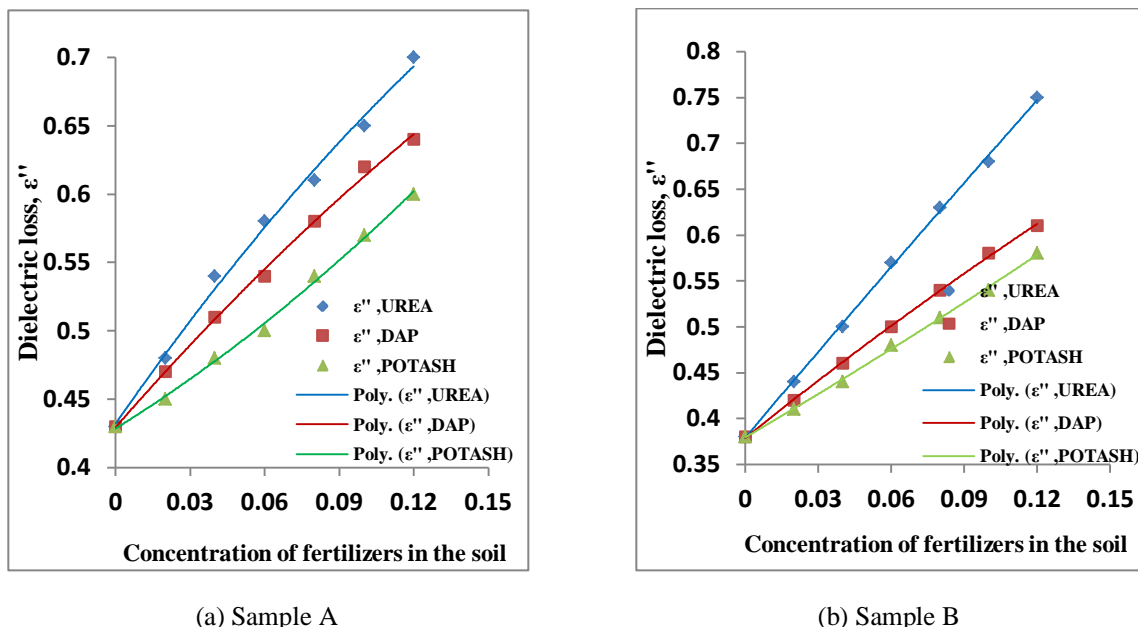 0.7
0.65
0.6
0.55
0.5
0.45
0.4
Dielectric loss, ε"
ε" ,UREA
ε" ,DAP
ε" ,POTASH
Poly. (ε" ,UREA)
Poly. (ε" ,DAP)
Poly. (ε" ,POTASH)
0 0.03 0.06 0.09 0.12 0.15
Concentration of fertilizers in the soil
(a) Sample A
0.8
0.75
0.7
0.65
0.6
0.55
0.5
0.45
0.4
0.35
Dielectric loss, ε"
ε" ,UREA
ε" ,DAP
ε" ,POTASH
Poly. (ε" ,UREA)
Poly. (ε" ,DAP)
Poly. (ε" ,POTASH)
0 0.03 0.06 0.09 0.12 0.15
Concentration of fertilizers in the soil
(b) Sample B